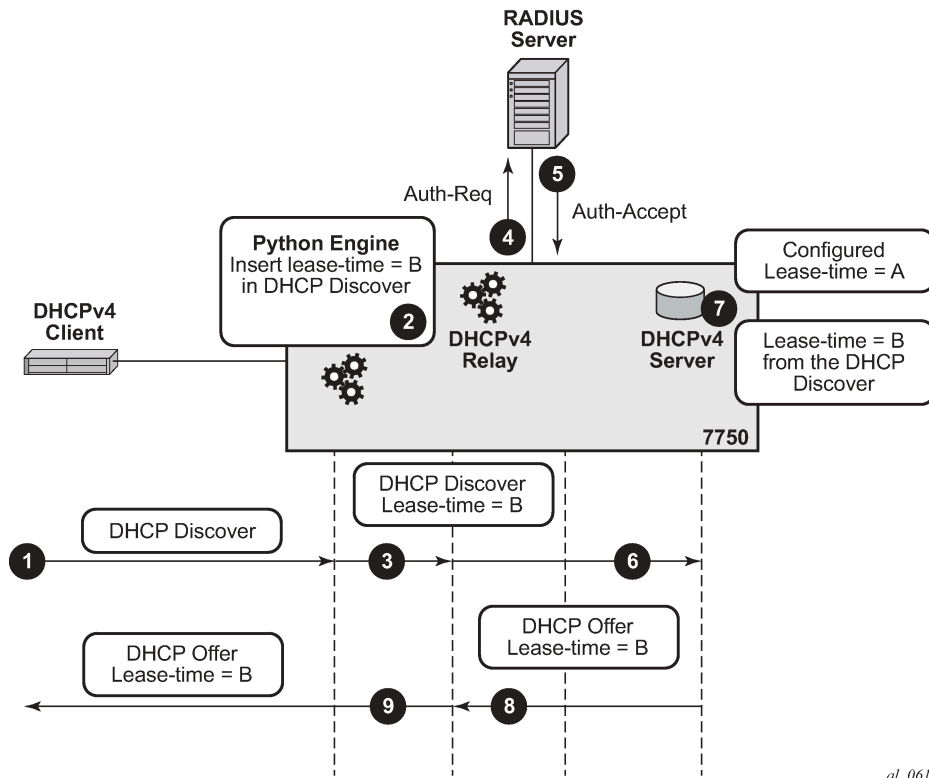 RADIUS
Server
5
Auth-Req
Auth-Accept
4
Python Engine
Insert lease-time = B
in DHCP Discover
2
Configured
Lease-time = A
DHCPv4
Client
DHCPv4
Relay
7
DHCPv4
Server
Lease-time = B
from the DHCP
Discover
7750
DHCP Discover
Lease-time = B
DHCP Discover
1
3
6
DHCP Offer
Lease-time = B
DHCP Offer
Lease-time = B
9
8
al_061